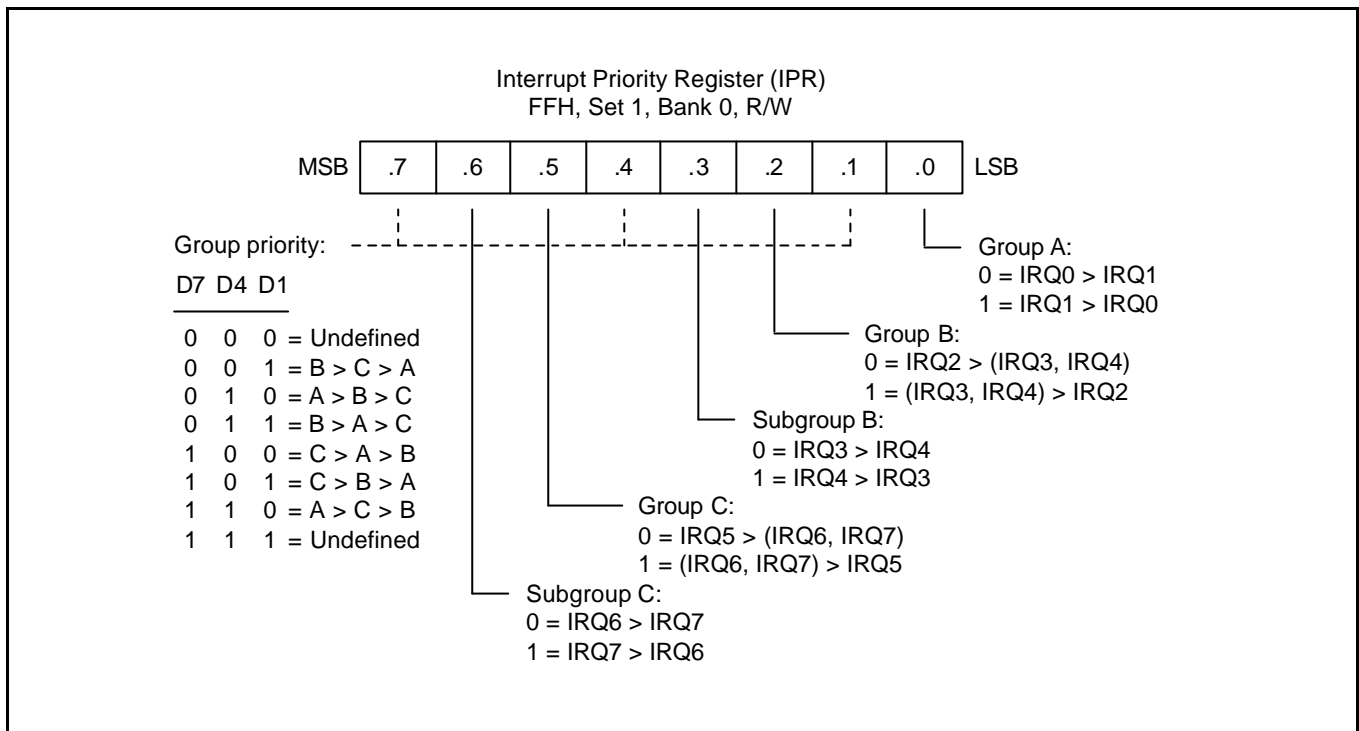 Interrupt Priority Register (IPR)
FFH, Set 1, Bank 0, R/W
MSB .7 .6 .5 .4 .3 .2 .1 .0 LSB
Group priority:
D7 D4 D1
0 0 0 = Undefined
0 0 1 = B > C > A
0 1 0 = A > B > C
0 1 1 = B > A > C
1 0 0 = C > A > B
1 0 1 = C > B > A
1 1 0 = A > C > B
1 1 1 = Undefined
Group A:
0 = IRQ0 > IRQ1
1 = IRQ1 > IRQ0
Group B:
0 = IRQ2 > (IRQ3, IRQ4)
1 = (IRQ3, IRQ4) > IRQ2
Subgroup B:
0 = IRQ3 > IRQ4
1 = IRQ4 > IRQ3
Group C:
0 = IRQ5 > (IRQ6, IRQ7)
1 = (IRQ6, IRQ7) > IRQ5
Subgroup C:
0 = IRQ6 > IRQ7
1 = IRQ7 > IRQ6